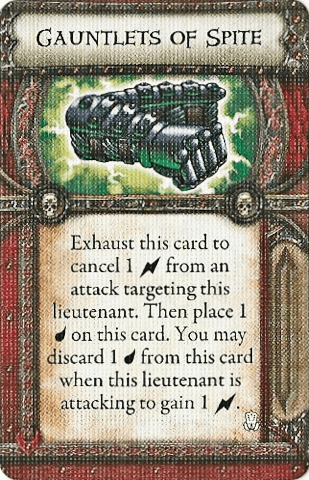 Gauntlets of Spite
Exhaust this card to
cancel 1 from an
attack targeting this
lieutenant. Then place 1
on this card. You may
discard 1 from this card
when this lieutenant is
attacking to gain 1 .